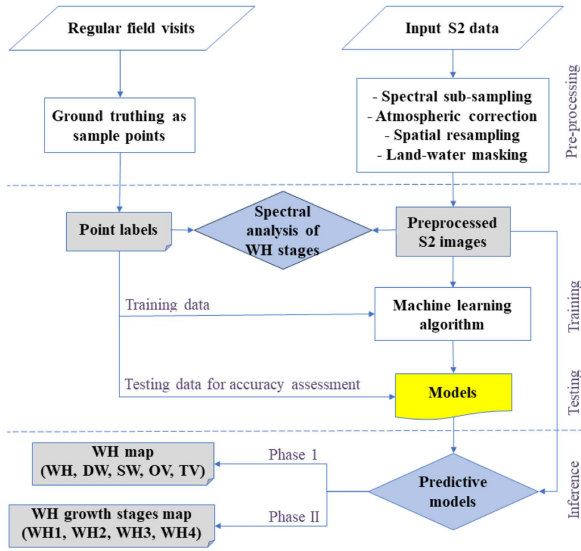 Regular field visits
Input S2 data
Ground truthing as
sample points
- Spectral sub-sampling
- Atmospheric correction
- Spatial resampling
- Land-water masking
Pre-processing
Point labels
Spectral
analysis of
WH stages
Preprocessed
S2 images
Training data
Machine learning
algorithm
Training
Testing data for accuracy assessment
Models
Testing
WH map
(WH, DW, SW, OV, TV)
Phase 1
Predictive
models
WH growth stages map
(WH1, WH2, WH3, WH4)
Phase II
Inference